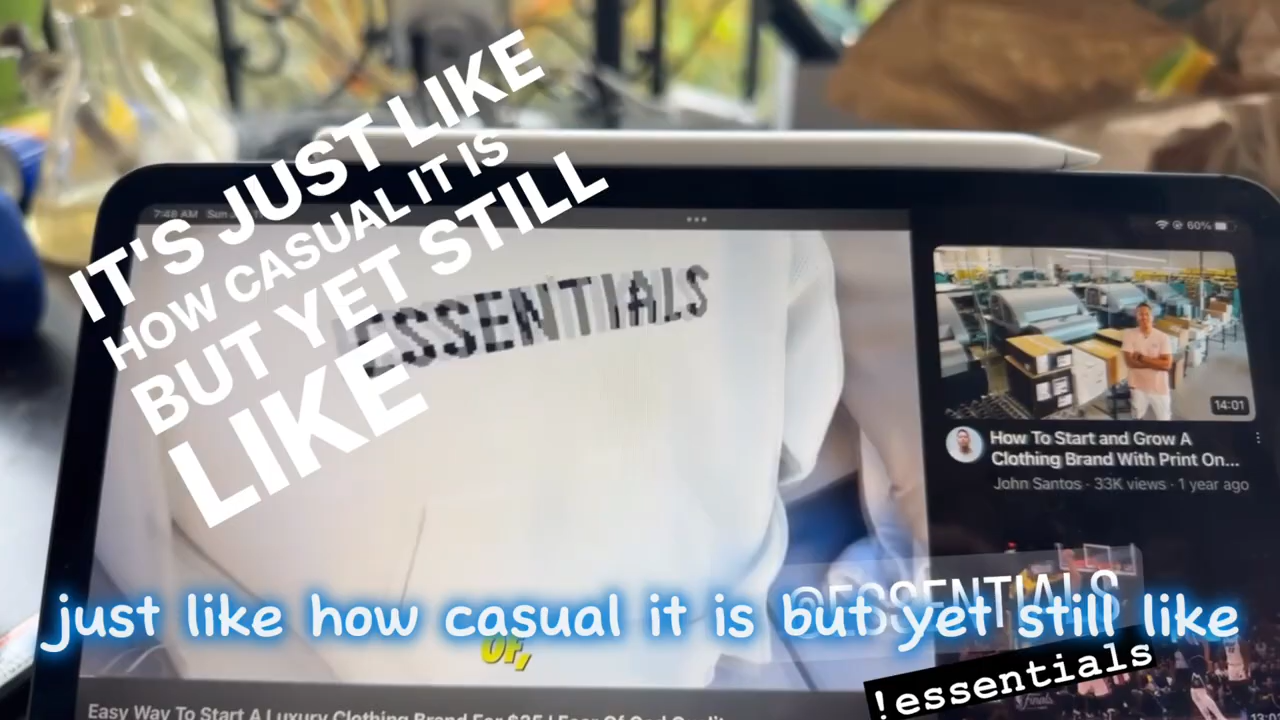 IT'S JUST LIKE
HOW CASUAL IT IS
BUT YET STILL
LIKE
7:48 AM Sun
60%
ESSENTIALS
14:01
How To Start and Grow A
Clothing Brand With Print On...
John Santos · 33K views · 1 year ago
@ESSENTIALS
just like how casual it is but yet still like
Or,
!essentials
Finals
Easy Way To Start A Luxury Clothing Brand For $25 | Fear Of God